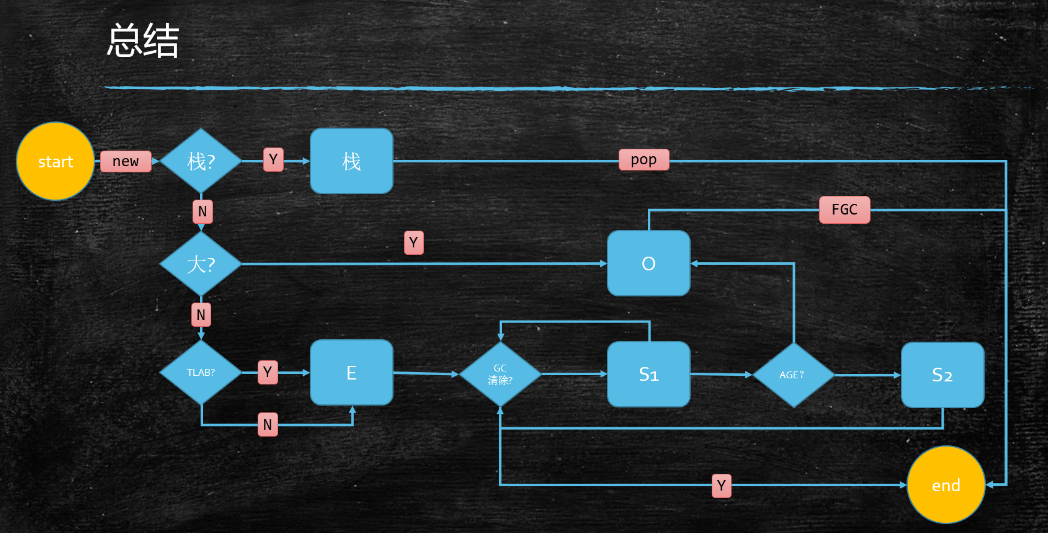 总结
start
new
栈?
Y
栈
pop
N
FGC
大?
Y
O
N
TLAB?
Y
E
GC
清除?
S1
AGE?
S2
N
Y
end